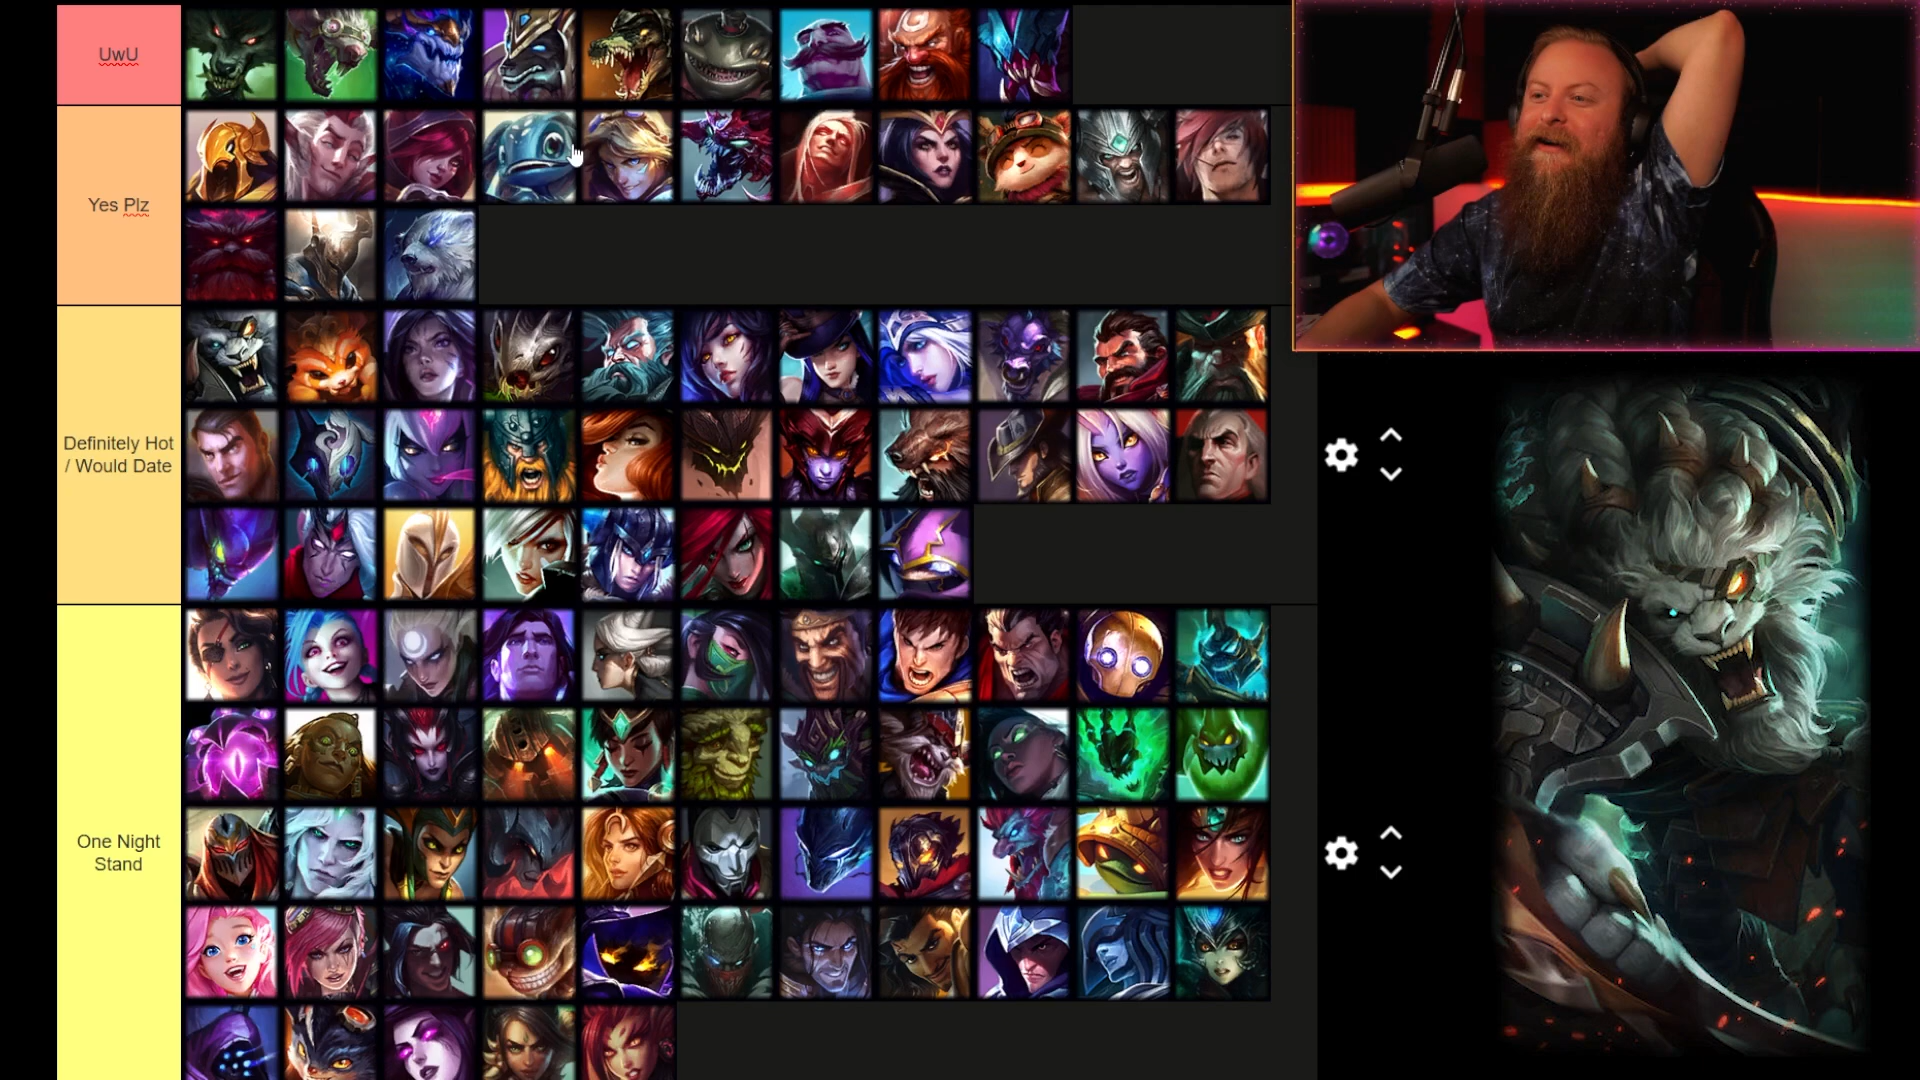 UwU
Yes Plz
Definitely Hot
/ Would Date
One Night
Stand